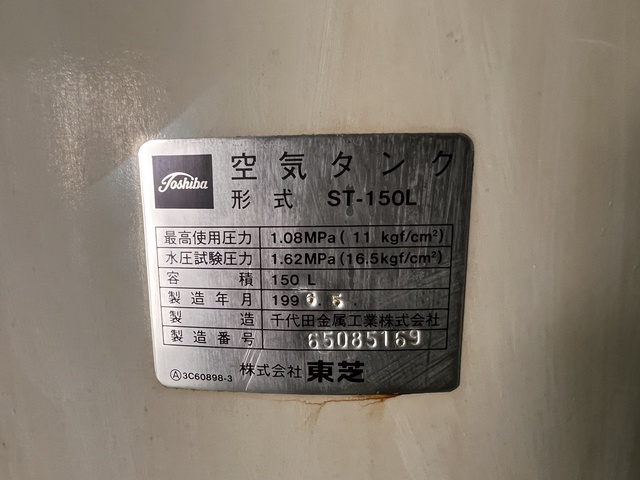 Toshiba
空気タンク
形式 ST-150L
最高使用圧力 1.08MPa( 11 kgf/cm²)
水圧試験圧力 1.62MPa(16.5kgf/cm²)
容積 150 L
製造年月 1996.5.
製造 千代田金属工業株式会社
製造番号 65085169
Ⓐ3C60898-3 株式会社 東芝